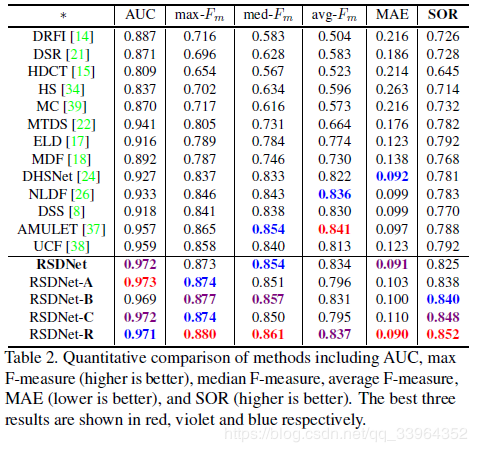 * AUC max-Fm med-Fm avg-Fm MAE SOR
DRFI [14] 0.887 0.716 0.583 0.504 0.216 0.726
DSR [21] 0.871 0.696 0.628 0.583 0.186 0.728
HDCT [15] 0.809 0.654 0.567 0.523 0.214 0.645
HS [34] 0.837 0.702 0.634 0.596 0.263 0.714
MC [39] 0.870 0.717 0.616 0.573 0.216 0.732
MTDS [22] 0.941 0.805 0.731 0.664 0.176 0.782
ELD [17] 0.916 0.789 0.784 0.774 0.123 0.792
MDF [18] 0.892 0.787 0.746 0.730 0.138 0.768
DHSNet [24] 0.927 0.837 0.833 0.822 0.092 0.781
NLDF [26] 0.933 0.846 0.843 0.836 0.099 0.783
DSS [8] 0.918 0.841 0.838 0.830 0.099 0.770
AMULET [37] 0.957 0.865 0.854 0.841 0.097 0.788
UCF [38] 0.959 0.858 0.840 0.813 0.123 0.792
RSDNet 0.972 0.873 0.854 0.834 0.091 0.825
RSDNet-A 0.973 0.874 0.851 0.796 0.103 0.838
RSDNet-B 0.969 0.877 0.857 0.831 0.100 0.840
RSDNet-C 0.972 0.874 0.850 0.795 0.110 0.848
RSDNet-R 0.971 0.880 0.861 0.837 0.090 0.852
Table 2. Quantitative comparison of methods including AUC, max
F-measure (higher is better), median F-measure, average F-measure,
MAE (lower is better), and SOR (higher is better). The best three
results are shown in red, violet and blue respectively.
https://blog.csdn.net/qq_33964352